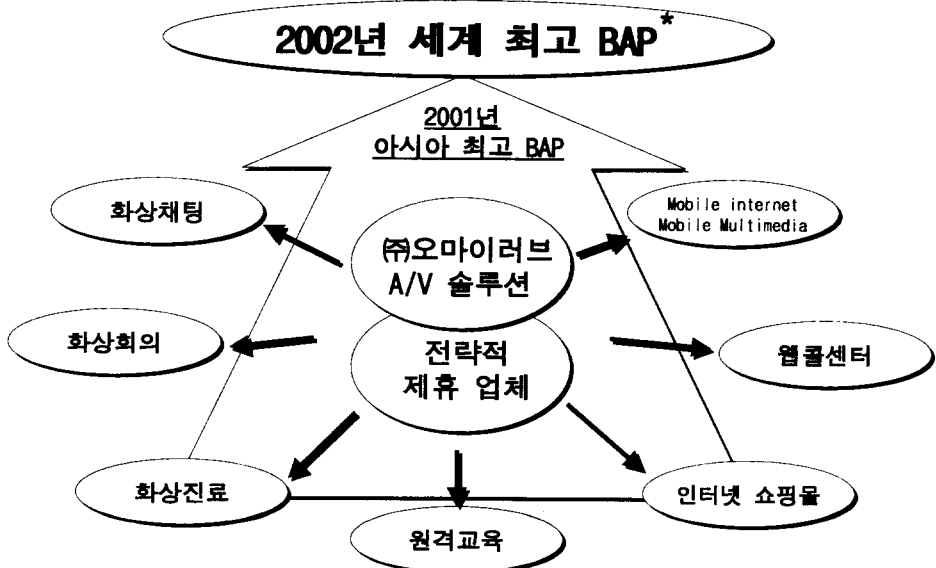 2002년 세계 최고 BAP*
2001년
아시아 최고 BAP
화상채팅
Mobile internet
Mobile Multimedia
㈜오마이러브
A/V 솔루션
화상회의
전략적
제휴 업체
웹콜센터
화상진료
인터넷 쇼핑몰
원격교육